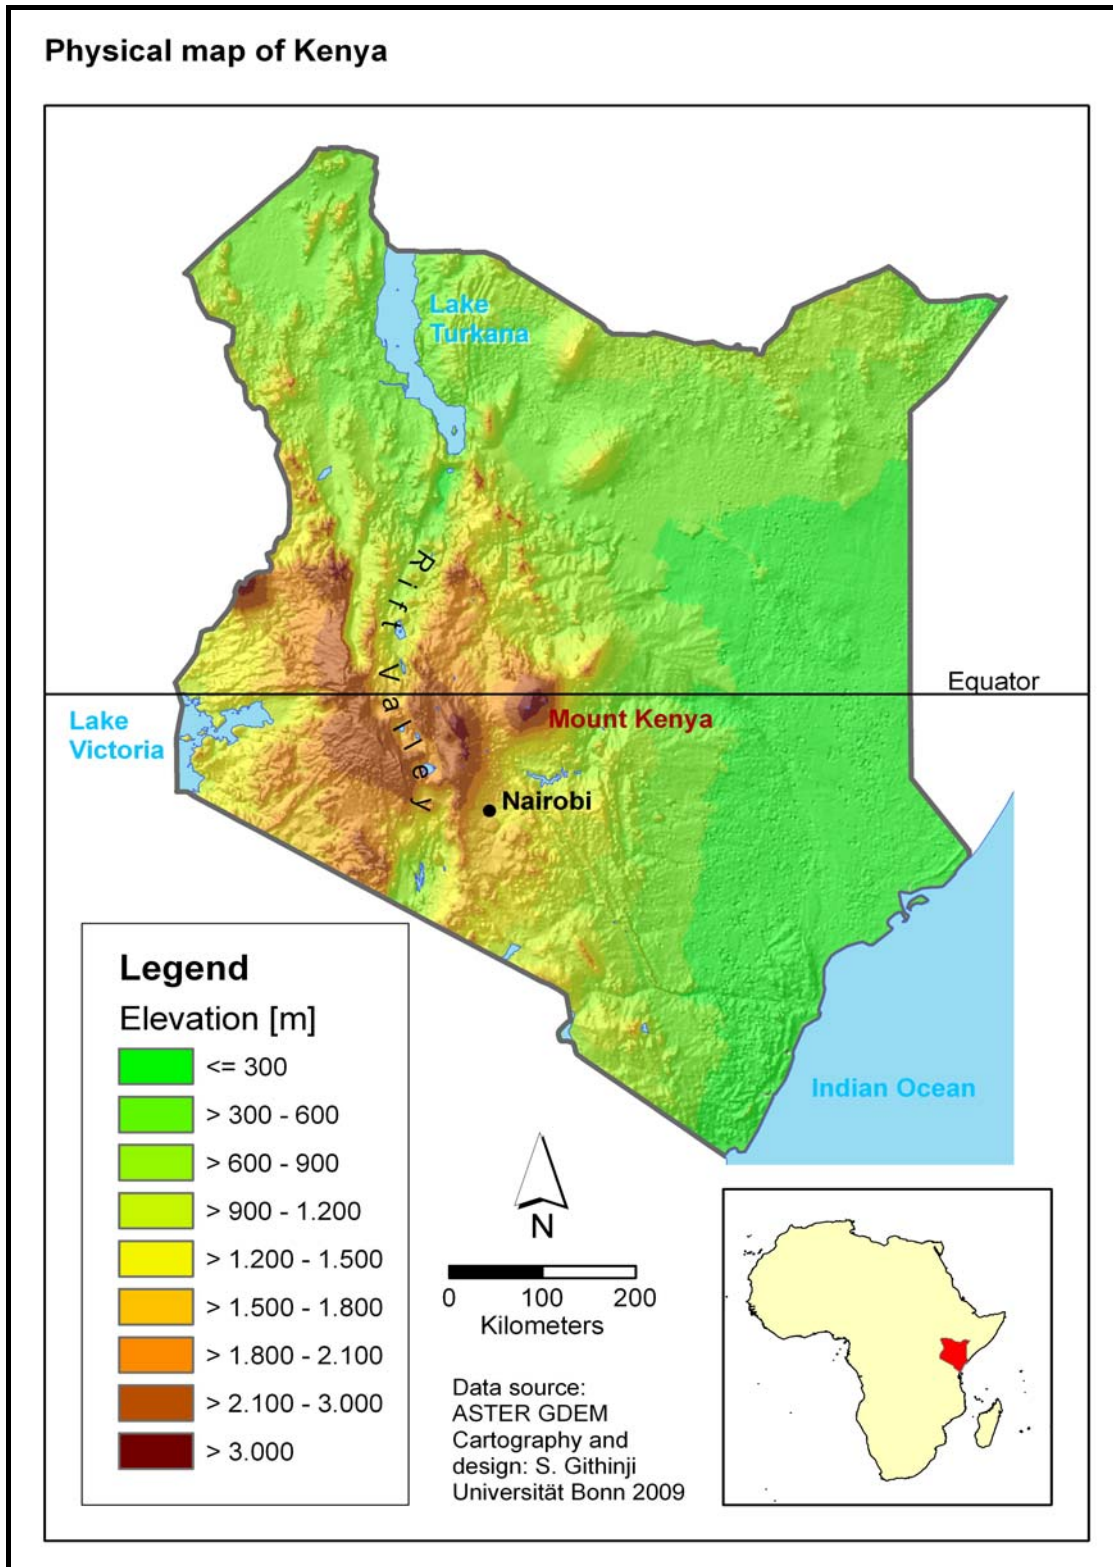 Physical map of Kenya
Lake
Turkana
Rift Valley
Equator
Lake
Victoria
Mount Kenya
Nairobi
Indian Ocean
Legend
Elevation [m]
<= 300
> 300 - 600
> 600 - 900
> 900 - 1.200
> 1.200 - 1.500
> 1.500 - 1.800
> 1.800 - 2.100
> 2.100 - 3.000
> 3.000
N
0 100 200
Kilometers
Data source:
ASTER GDEM
Cartography and
design: S. Githinji
Universität Bonn 2009